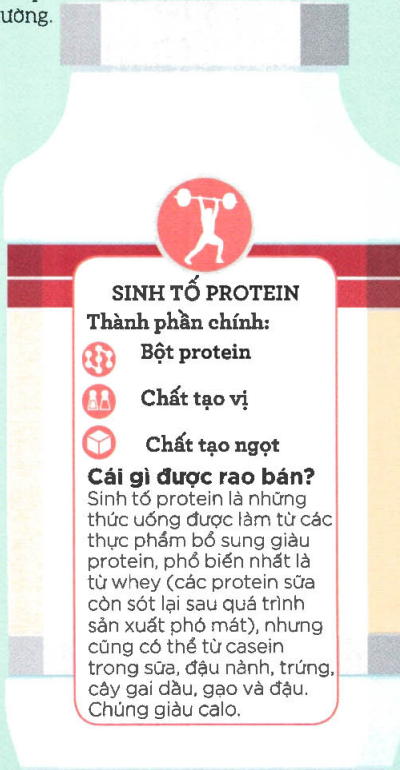 ường.
SINH TỐ PROTEIN
Thành phần chính:
Bột protein
Chất tạo vị
Chất tạo ngọt
Cái gì được rao bán?
Sinh tố protein là những
thức uống được làm từ các
thực phẩm bổ sung giàu
protein, phổ biến nhất là
từ whey (các protein sữa
còn sót lại sau quá trình
sản xuất phó mát), nhưng
cũng có thể từ casein
trong sữa, đậu nành, trứng,
cây gai dầu, gạo và đậu.
Chúng giàu calo.